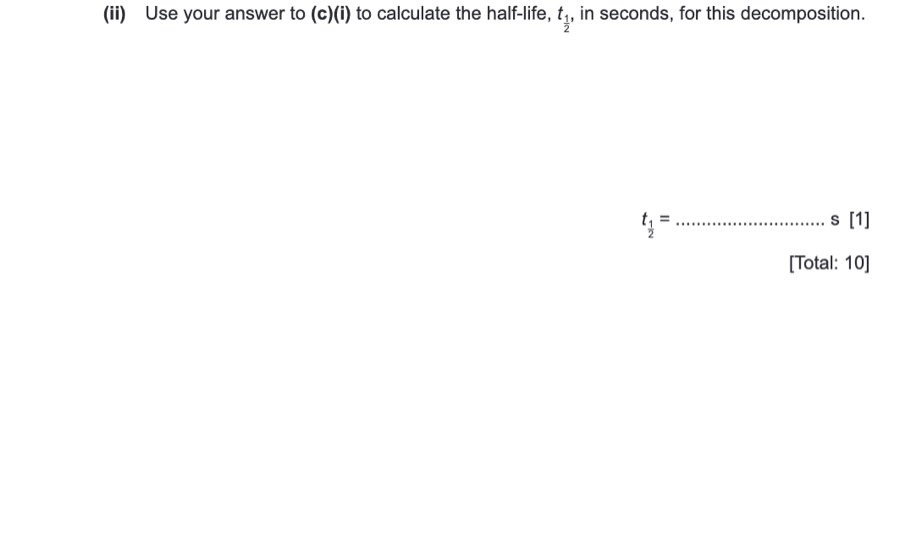 (ii) Use your answer to (c)(i) to calculate the half-life, t½, in seconds, for this decomposition.
t½ = ............................. s [1]
[Total: 10]